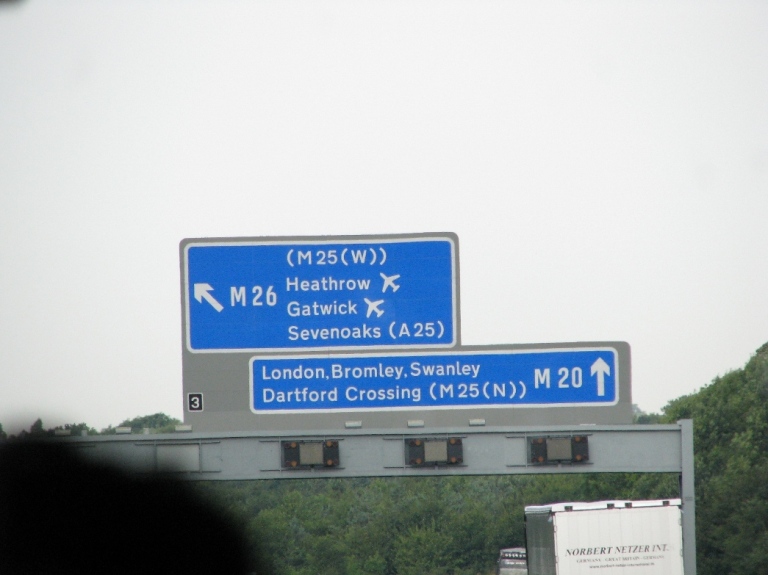 (M25(W))
M26
Heathrow
Gatwick
Sevenoaks (A25)
London, Bromley, Swanley
Dartford Crossing (M25(N))
M20
3
NORBERT NETZER INT.